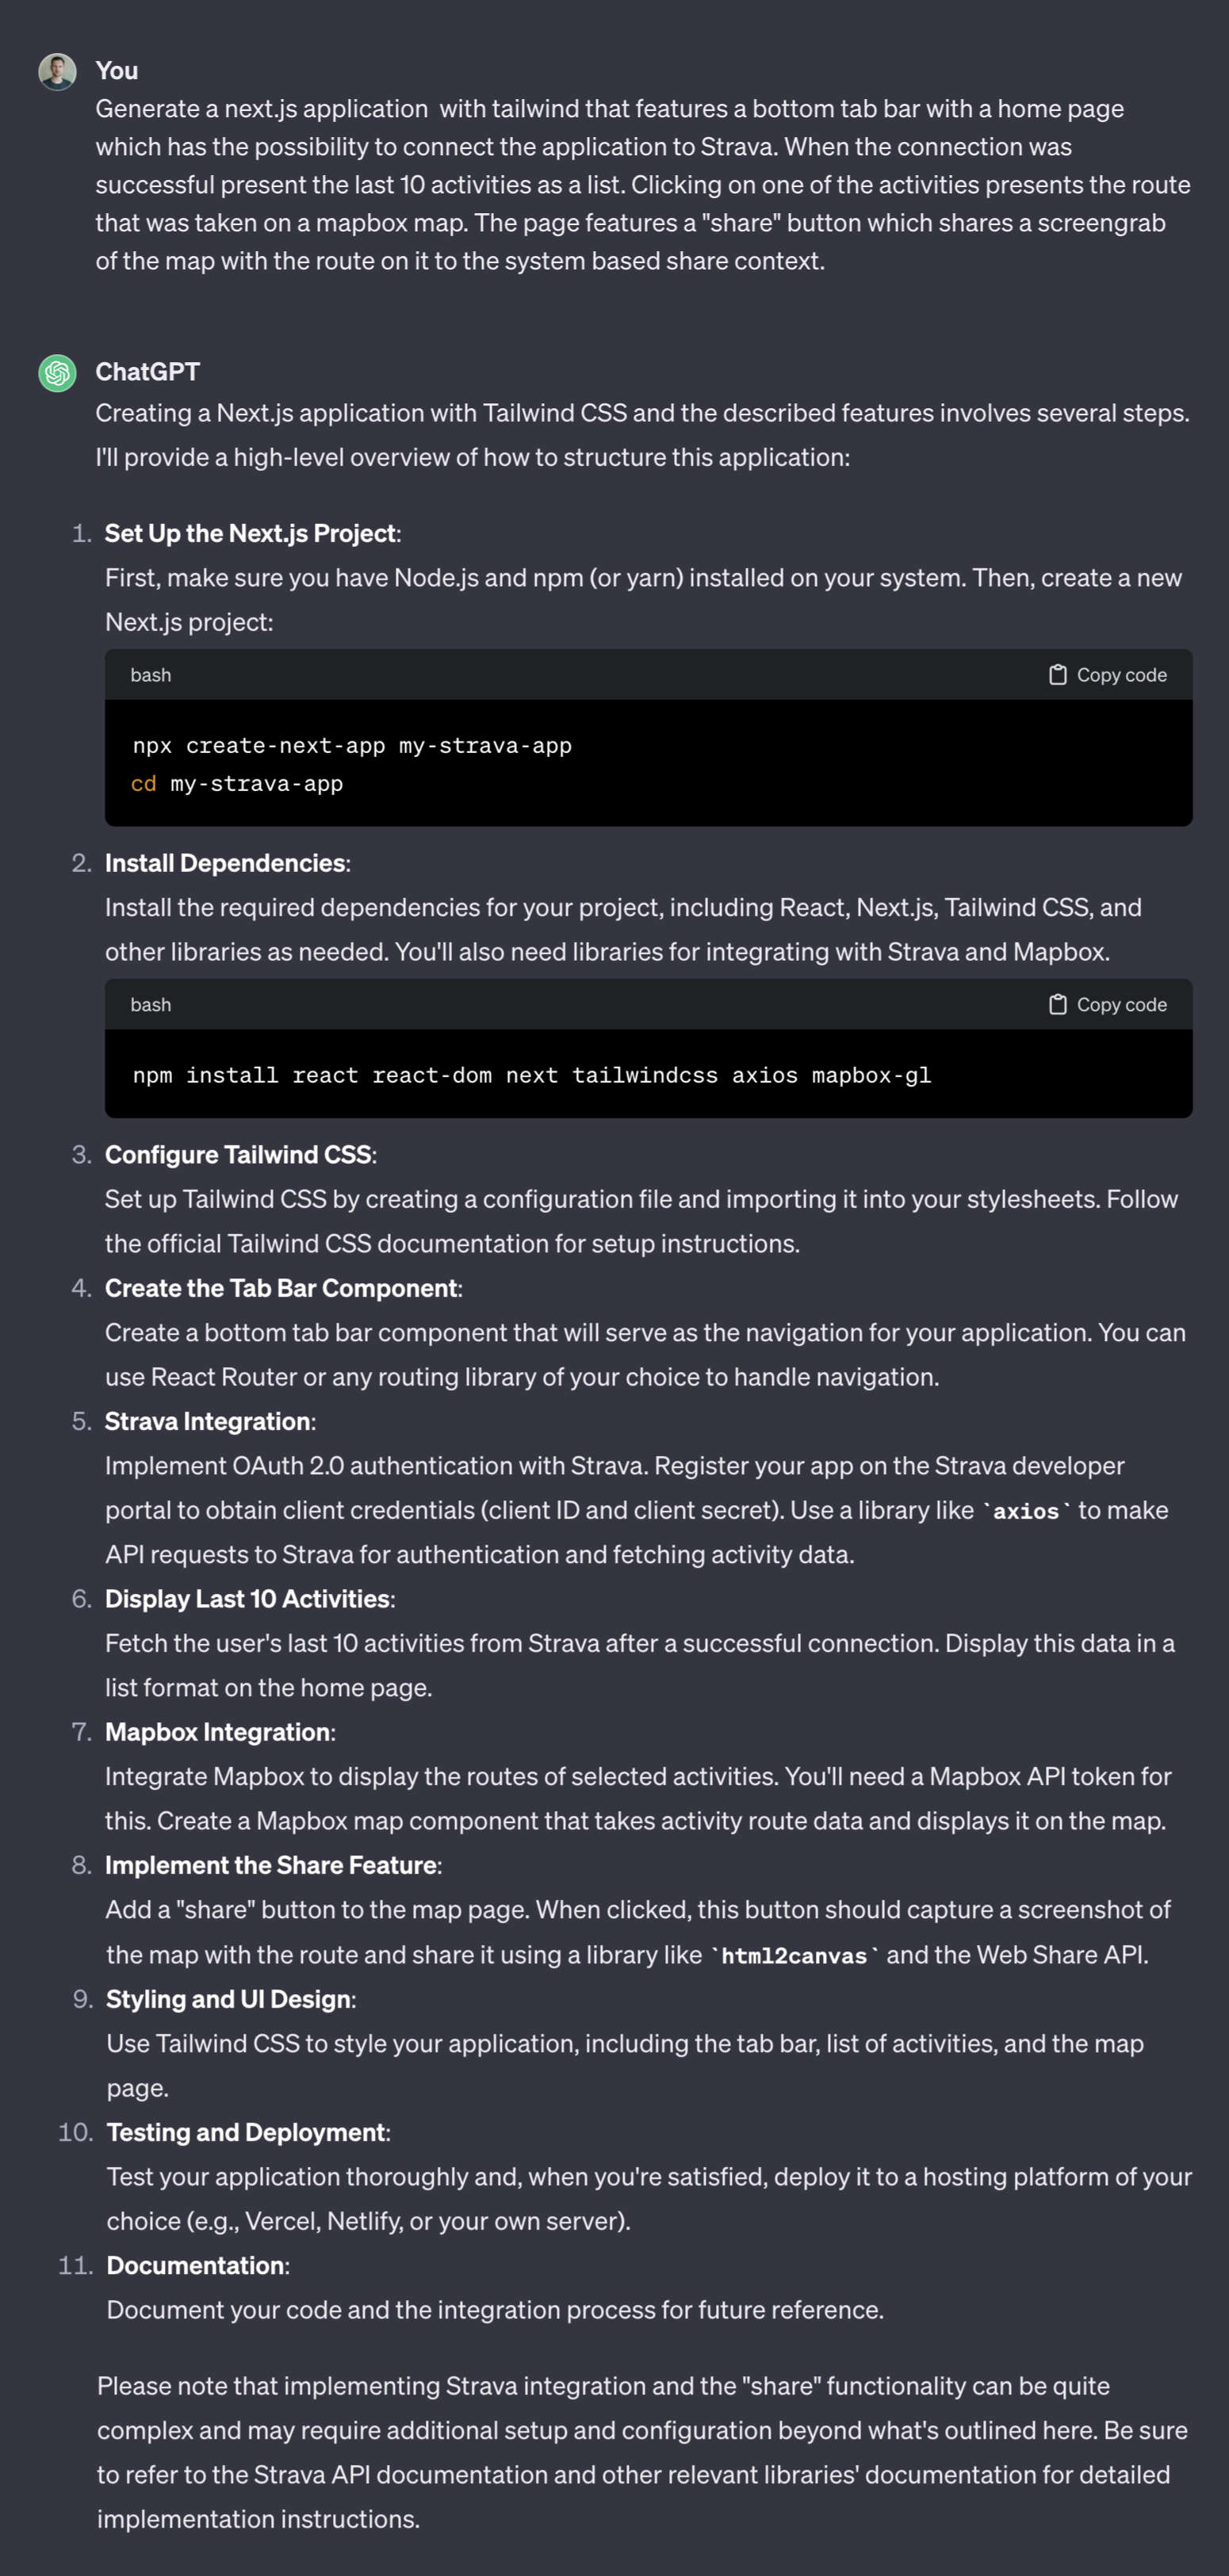 You
Generate a next.js application  with tailwind that features a bottom tab bar with a home page
which has the possibility to connect the application to Strava. When the connection was
successful present the last 10 activities as a list. Clicking on one of the activities presents the route
that was taken on a mapbox map. The page features a "share" button which shares a screengrab
of the map with the route on it to the system based share context.
ChatGPT
Creating a Next.js application with Tailwind CSS and the described features involves several steps.
I'll provide a high-level overview of how to structure this application:
1. Set Up the Next.js Project:
First, make sure you have Node.js and npm (or yarn) installed on your system. Then, create a new
Next.js project:
bash Copy code
npx create-next-app my-strava-app
cd my-strava-app
2. Install Dependencies:
Install the required dependencies for your project, including React, Next.js, Tailwind CSS, and
other libraries as needed. You'll also need libraries for integrating with Strava and Mapbox.
bash Copy code
npm install react react-dom next tailwindcss axios mapbox-gl
3. Configure Tailwind CSS:
Set up Tailwind CSS by creating a configuration file and importing it into your stylesheets. Follow
the official Tailwind CSS documentation for setup instructions.
4. Create the Tab Bar Component:
Create a bottom tab bar component that will serve as the navigation for your application. You can
use React Router or any routing library of your choice to handle navigation.
5. Strava Integration:
Implement OAuth 2.0 authentication with Strava. Register your app on the Strava developer
portal to obtain client credentials (client ID and client secret). Use a library like `axios` to make
API requests to Strava for authentication and fetching activity data.
6. Display Last 10 Activities:
Fetch the user's last 10 activities from Strava after a successful connection. Display this data in a
list format on the home page.
7. Mapbox Integration:
Integrate Mapbox to display the routes of selected activities. You'll need a Mapbox API token for
this. Create a Mapbox map component that takes activity route data and displays it on the map.
8. Implement the Share Feature:
Add a "share" button to the map page. When clicked, this button should capture a screenshot of
the map with the route and share it using a library like `html2canvas` and the Web Share API.
9. Styling and UI Design:
Use Tailwind CSS to style your application, including the tab bar, list of activities, and the map
page.
10. Testing and Deployment:
Test your application thoroughly and, when you're satisfied, deploy it to a hosting platform of your
choice (e.g., Vercel, Netlify, or your own server).
11. Documentation:
Document your code and the integration process for future reference.
Please note that implementing Strava integration and the "share" functionality can be quite
complex and may require additional setup and configuration beyond what's outlined here. Be sure
to refer to the Strava API documentation and other relevant libraries' documentation for detailed
implementation instructions.